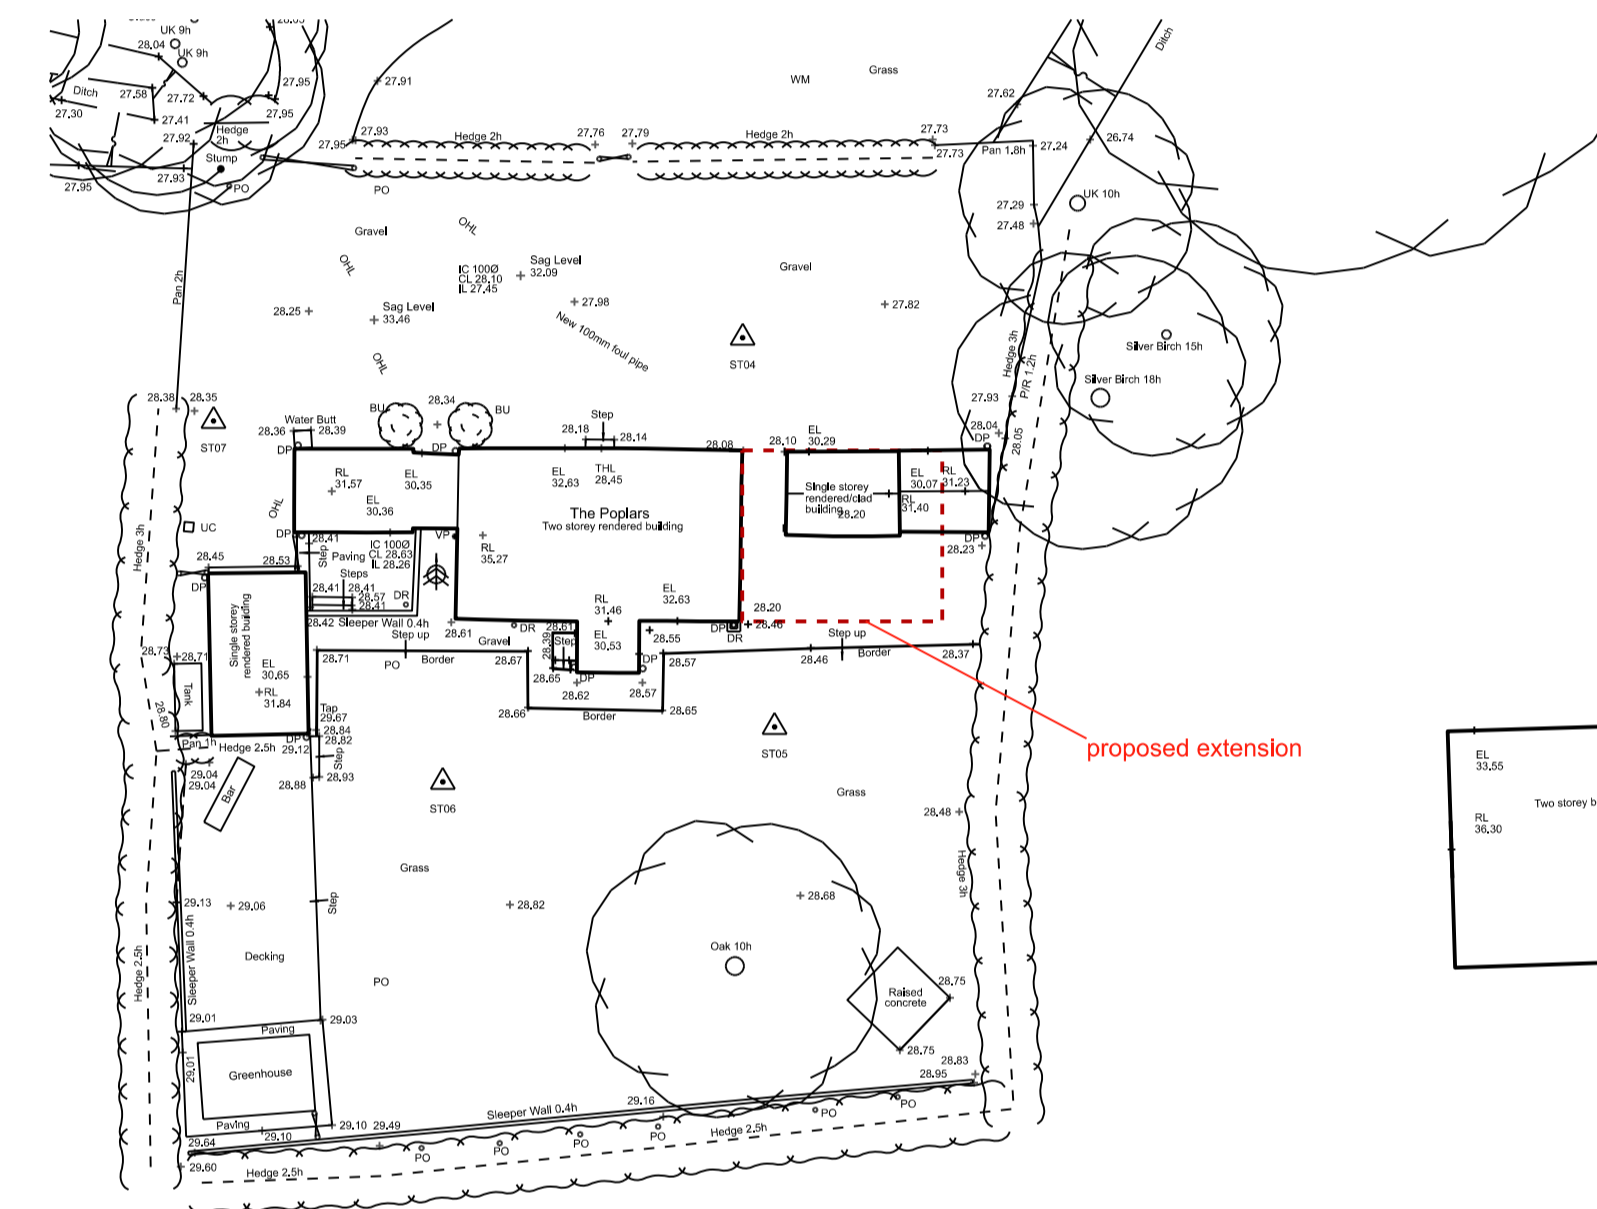 UK 9h
28.04
UK 9h
Ditch
27.58
27.72
27.95
27.95
27.30
27.41
27.92
Hedge
2h
Stump
27.93
27.95
PO
27.91
27.93
27.95
Hedge 2h
27.76
27.79
Hedge 2h
27.73
27.73
PO
WM
Grass
27.62
Ditch
26.74
Pan 1.8h
27.24
UK 10h
27.29
27.48
Gravel
OHL
OHL
OHL
IC 100Ø
CL 28.10
IL 27.45
Sag Level
32.09
Gravel
Pan 2h
28.25
Sag Level
33.46
27.98
New 100mm foul pipe
27.82
ST04
Hedge 3h
P/R 1.2h
Silver Birch 15h
Silver Birch 18h
28.38
28.35
ST07
Water Butt
28.36
28.39
DP
BU
28.34
BU
DP
Step
28.18
28.14
28.08
28.10
EL
30.29
27.93
28.04
DP
28.05
RL
31.57
EL
30.35
EL
30.36
OHL
EL
32.63
THL
28.45
The Poplars
Two storey rendered building
Single storey
rendered/clad
building
28.20
EL
30.07
RL
31.23
RL
31.40
Hedge 3h
UC
DP
28.41
Step
Paving
IC 100Ø
CL 28.63
IL 28.26
VP
RL
35.27
DP
28.23
28.45
28.53
DP
Steps
28.41
28.41
28.57
28.41
DR
28.42
Sleeper Wall 0.4h
Step up
28.61
Gravel
DR
28.61
RL
31.46
EL
30.53
EL
32.63
28.20
28.46
DP
DR
28.55
Step up
Single storey
rendered building
28.73
28.71
Tank
EL
30.65
RL
31.84
28.71
PO
Border
28.67
28.39
Step
28.65
DP
28.62
DP
28.57
28.57
28.46
Border
28.37
28.66
Border
28.65
28.80
Pan 1h
Hedge 2.5h
Tap
29.67
28.84
28.82
DP
29.12
Step
28.93
28.88
29.04
29.04
Bar
ST06
ST05
proposed extension
EL
33.55
Two storey b
RL
36.30
Grass
28.48
Grass
Hedge 3h
29.13
29.06
Step
28.82
28.68
Sleeper Wall 0.4h
Hedge 2.5h
Decking
PO
Oak 10h
Raised
concrete
28.75
29.01
Paving
29.03
29.01
Greenhouse
28.75
28.83
28.95
Paving
29.10
29.10
29.49
Sleeper Wall 0.4h
29.16
29.64
29.60
Hedge 2.5h
PO
PO
PO
PO
Hedge 2.5h
PO
PO